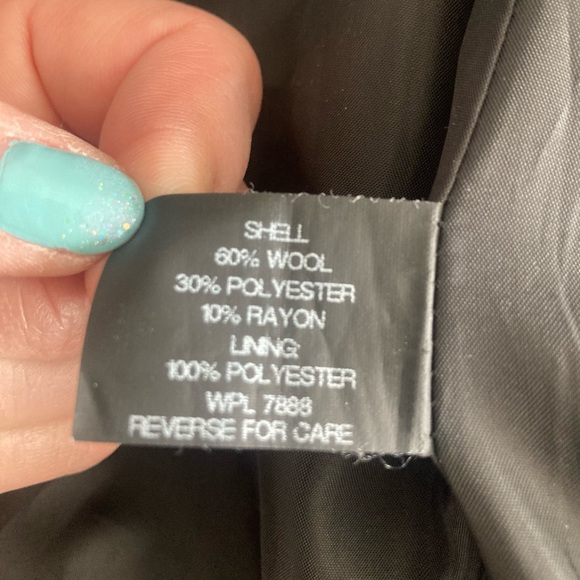 SHELL
60% WOOL
30% POLYESTER
10% RAYON
LINING:
100% POLYESTER
WPL 7888
REVERSE FOR CARE